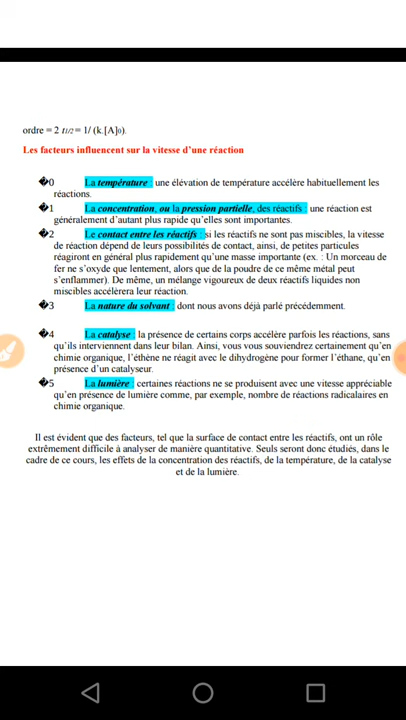 ordre = 2 t1/2 = 1/ (k.[A]0).
Les facteurs influencent sur la vitesse d’une réaction
�0 La température : une élévation de température accélère habituellement les
réactions.
�1 La concentration, ou la pression partielle, des réactifs : une réaction est
généralement d’autant plus rapide qu’elles sont importantes.
�2 Le contact entre les réactifs : si les réactifs ne sont pas miscibles, la vitesse
de réaction dépend de leurs possibilités de contact, ainsi, de petites particules
réagiront en général plus rapidement qu’une masse importante (ex. : Un morceau de
fer ne s’oxyde que lentement, alors que de la poudre de ce même métal peut
s’enflammer). De même, un mélange vigoureux de deux réactifs liquides non
miscibles accélérera leur réaction.
�3 La nature du solvant : dont nous avons déjà parlé précédemment.
�4 La catalyse : la présence de certains corps accélère parfois les réactions, sans
qu’ils interviennent dans leur bilan. Ainsi, vous vous souviendrez certainement qu’en
chimie organique, l’éthène ne réagit avec le dihydrogène pour former l’éthane, qu’en
présence d’un catalyseur.
�5 La lumière : certaines réactions ne se produisent avec une vitesse appréciable
qu’en présence de lumière comme, par exemple, nombre de réactions radicalaires en
chimie organique.
Il est évident que des facteurs, tel que la surface de contact entre les réactifs, ont un rôle
extrêmement difficile à analyser de manière quantitative. Seuls seront donc étudiés, dans le
cadre de ce cours, les effets de la concentration des réactifs, de la température, de la catalyse
et de la lumière.